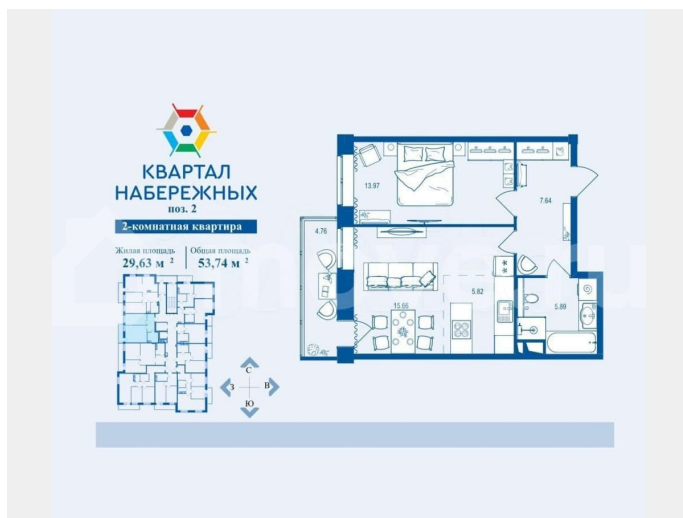 КВАРТАЛ
НАБЕРЕЖНЫХ
поз. 2
2-комнатная квартира
Жилая площадь Общая площадь
29,63 м ² 53,74 м ²
13.97
7.64
4.76
5.82
15.66
5.89
С
З В
Ю